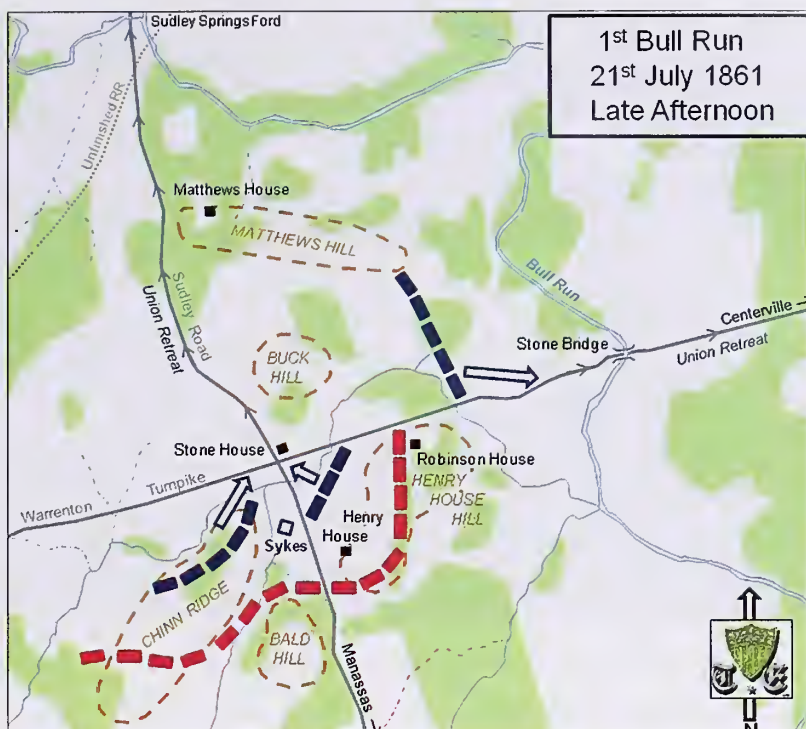 Sudley Springs Ford
1st Bull Run
21st July 1861
Late Afternoon
Unfinished RR
Matthews House
MATTHEWS HILL
Sudley Road
Union Retreat
Bull Run
Centerville
Stone Bridge
Union Retreat
BUCK
HILL
Stone House
Robinson House
Turnpike
Warrenton
HENRY
HOUSE
HILL
Henry
House
Sykes
CHINN RIDGE
BALD
HILL
Manassas
N